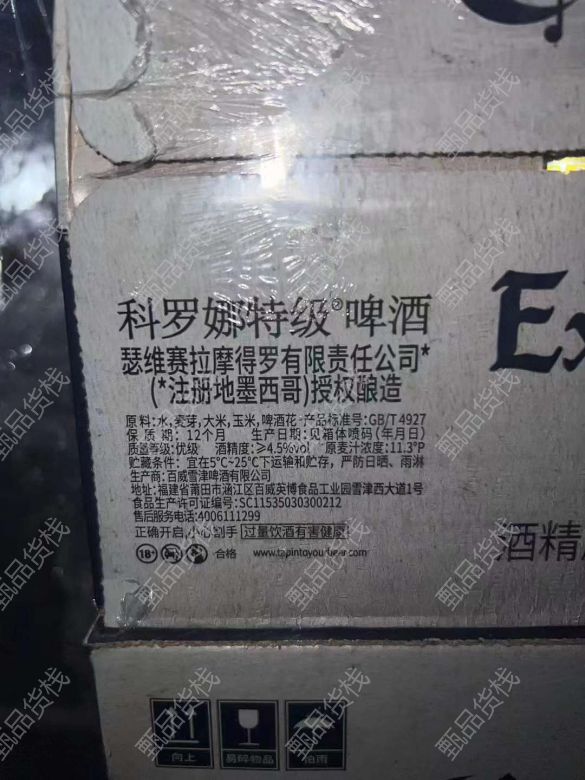 科罗娜特级®啤酒
瑟维赛拉摩得罗有限责任公司*
(*注册地墨西哥)授权酿造
Ex
原料:水,麦芽,大米,玉米,啤酒花 产品标准号:GB/T 4927
保质期:12个月 生产日期:见箱体喷码(年月日)
质量等级:优级 酒精度:≥4.5%vol 原麦汁浓度:11.3°P
贮藏条件:宜在5°C~25°C下运输和贮存,严防日晒、雨淋
生产商:百威雪津啤酒有限公司
地址:福建省莆田市涵江区百威英博食品工业园雪津西大道1号
食品生产许可证编号:SC11535030300212
售后服务电话:4006111299
正确开启,小心割手 过量饮酒有害健康
18+ 合格 www.tapintoyourbeer.com
酒精
向上 易碎物品 怕雨
甄品货栈